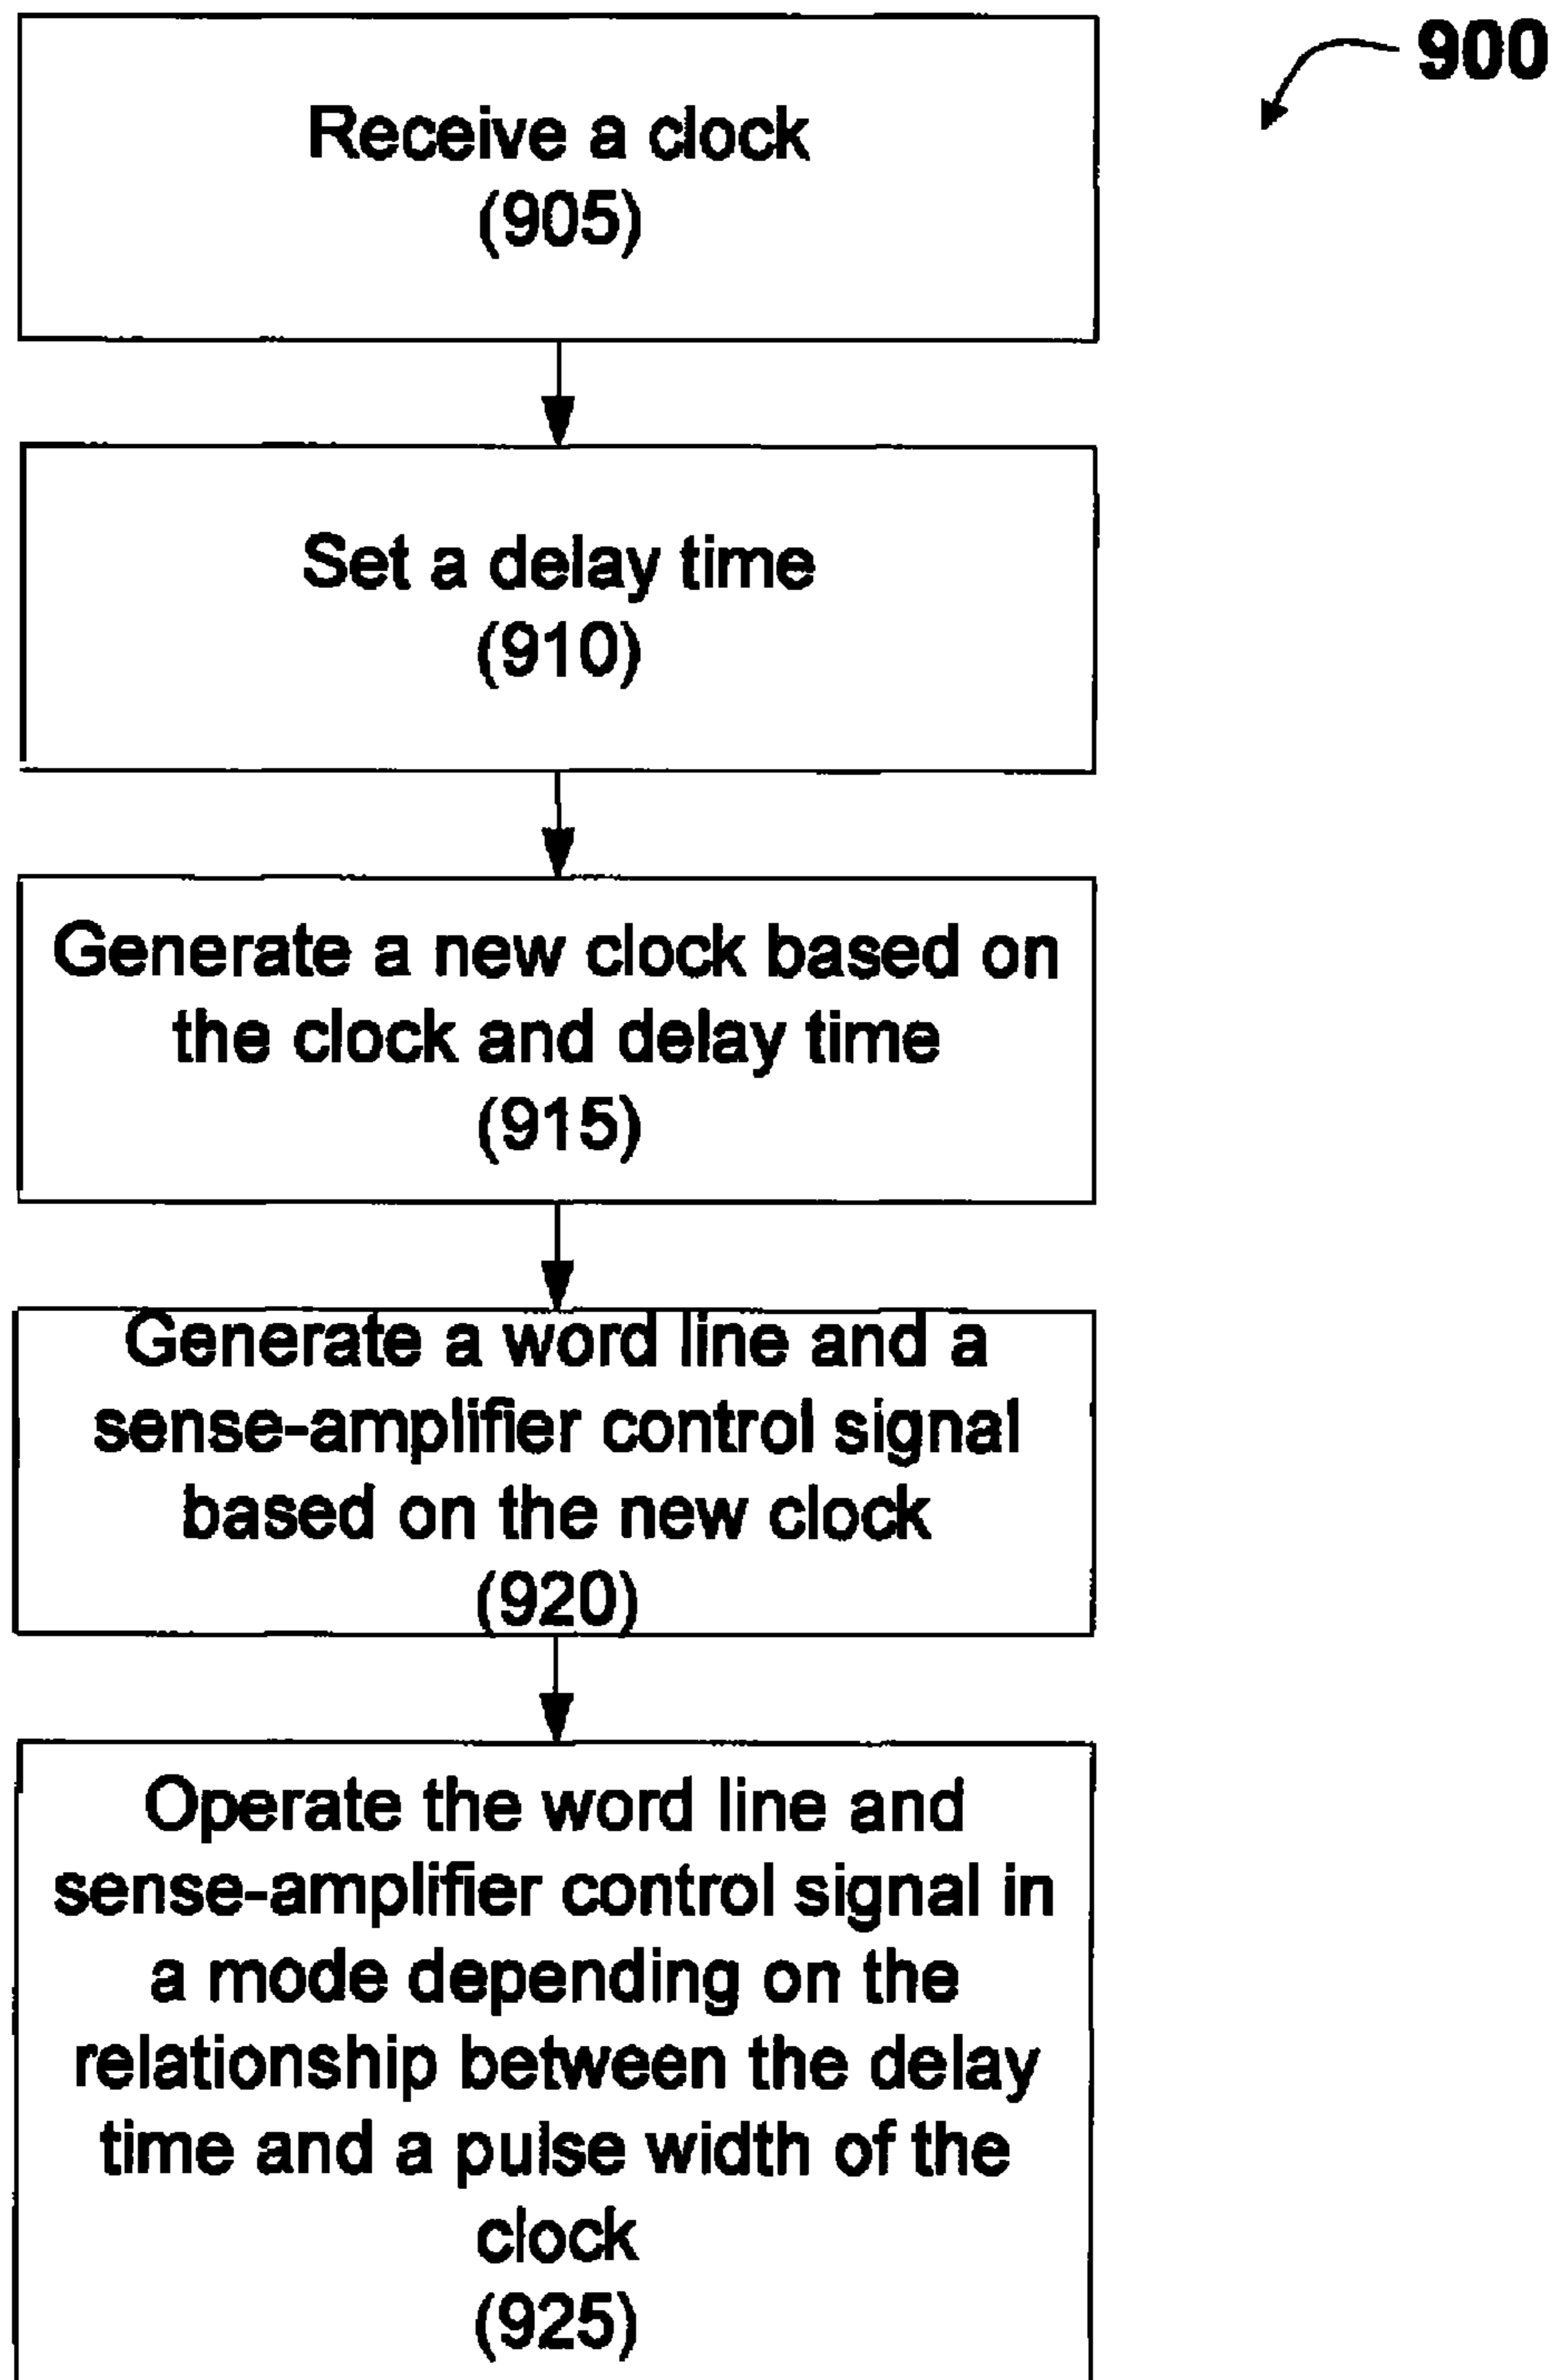 900
Receive a clock
(905)
Set a delay time
(910)
Generate a new clock based on
the clock and delay time
(915)
Generate a word line and a
sense-amplifier control signal
based on the new clock
(920)
Operate the word line and
sense-amplifier control signal in
a mode depending on the
relationship between the delay
time and a pulse width of the
clock
(925)